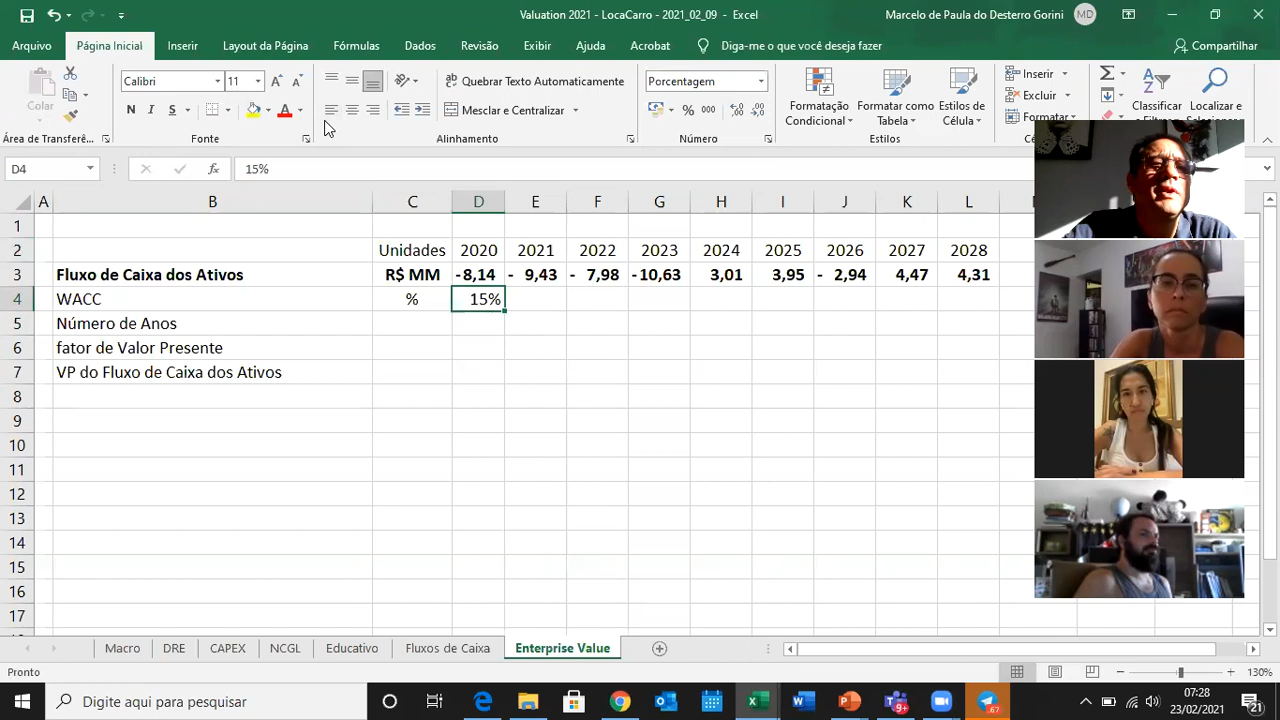 Valuation 2021 - LocaCarro - 2021_02_09 - Excel
Marcelo de Paula do Desterro Gorini MD
Arquivo Página Inicial Inserir Layout da Página Fórmulas Dados Revisão Exibir Ajuda Acrobat Diga-me o que você deseja fazer Compartilhar
Colar
Calibri 11
N I S
Quebrar Texto Automaticamente
Mesclar e Centralizar
Porcentagem
% 000
Formatação Condicional
Formatar como Tabela
Estilos de Célula
Inserir
Excluir
Formatar
Classificar
Localizar e
Área de Transferê... Fonte Alinhamento Número Estilos
D4 fx 15%
A B C D E F G H I J K L
1
2 Unidades 2020 2021 2022 2023 2024 2025 2026 2027 2028
3 Fluxo de Caixa dos Ativos R$ MM -8,14 - 9,43 - 7,98 -10,63 3,01 3,95 - 2,94 4,47 4,31
4 WACC % 15%
5 Número de Anos
6 fator de Valor Presente
7 VP do Fluxo de Caixa dos Ativos
8
9
10
11
12
13
14
15
16
17
Macro DRE CAPEX NCGL Educativo Fluxos de Caixa Enterprise Value
Pronto 130%
Digite aqui para pesquisar
07:28
23/02/2021
21